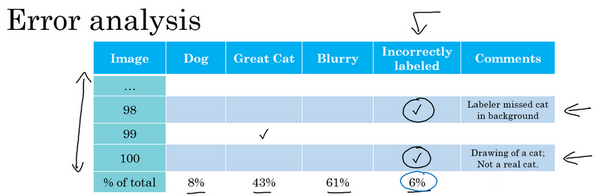 Error analysis
Image Dog Great Cat Blurry Incorrectly labeled Comments
...
98 ✓ Labeler missed cat in background
99 ✓
100 ✓ Drawing of a cat; Not a real cat.
% of total 8% 43% 61% 6%